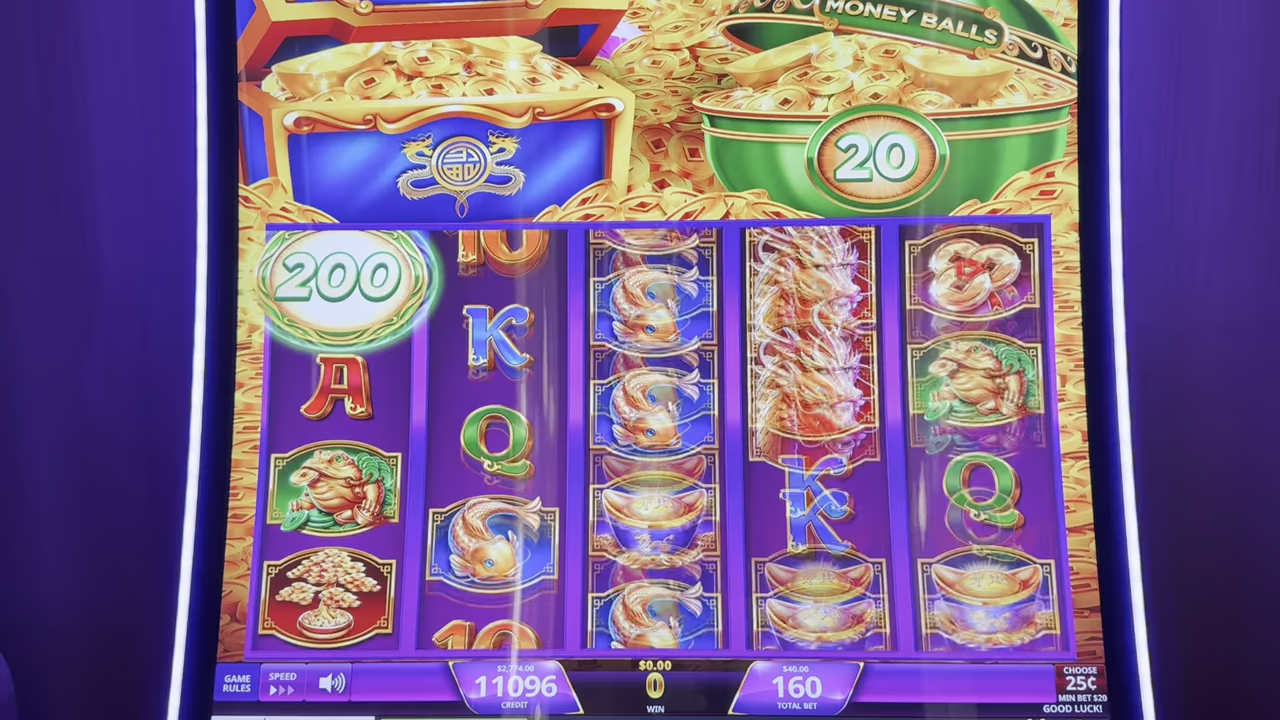 MONEY BALLS
20
200
10
K
A
Q
K
K
Q
10
GAME
RULES
SPEED
$2,774.00
11096
CREDIT
$0.00
0
WIN
$40.00
160
TOTAL BET
CHOOSE
25¢
MIN BET $20
GOOD LUCK!